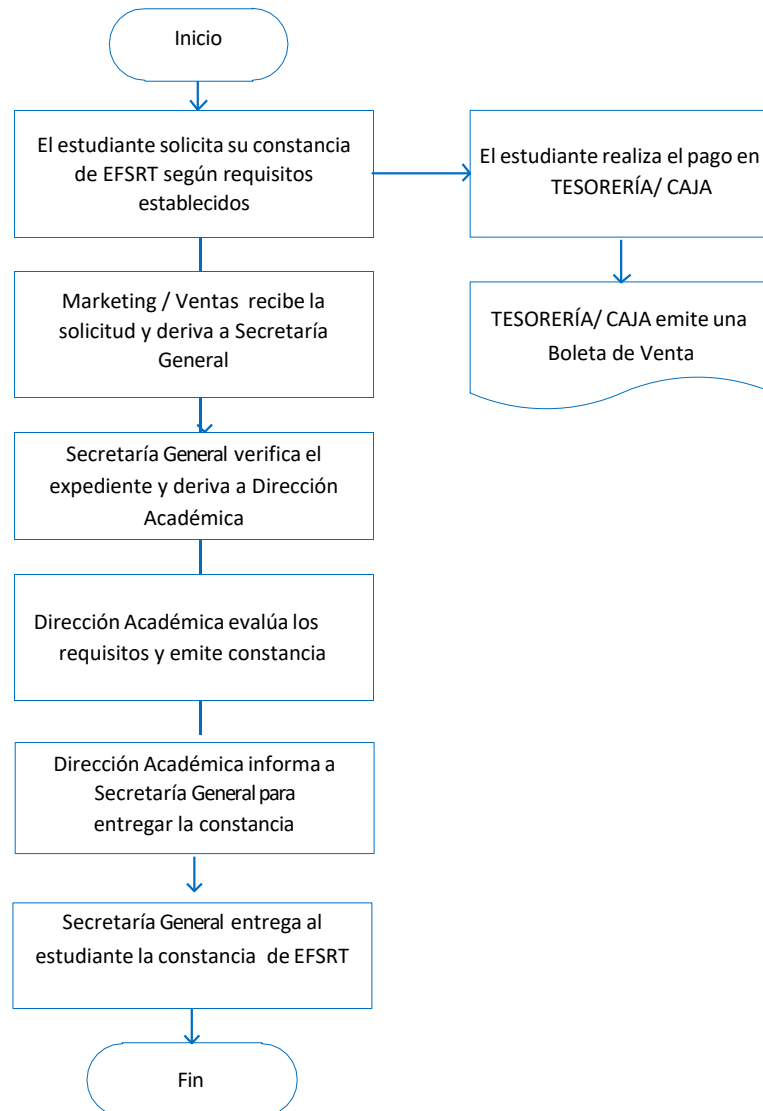 Inicio
El estudiante solicita su constancia
de EFSRT según requisitos
establecidos
El estudiante realiza el pago en
TESORERÍA/ CAJA
Marketing / Ventas recibe la
solicitud y deriva a Secretaría
General
TESORERÍA/ CAJA emite una
Boleta de Venta
Secretaría General verifica el
expediente y deriva a Dirección
Académica
Dirección Académica evalúa los
requisitos y emite constancia
Dirección Académica informa a
Secretaría General para
entregar la constancia
Secretaría General entrega al
estudiante la constancia de EFSRT
Fin